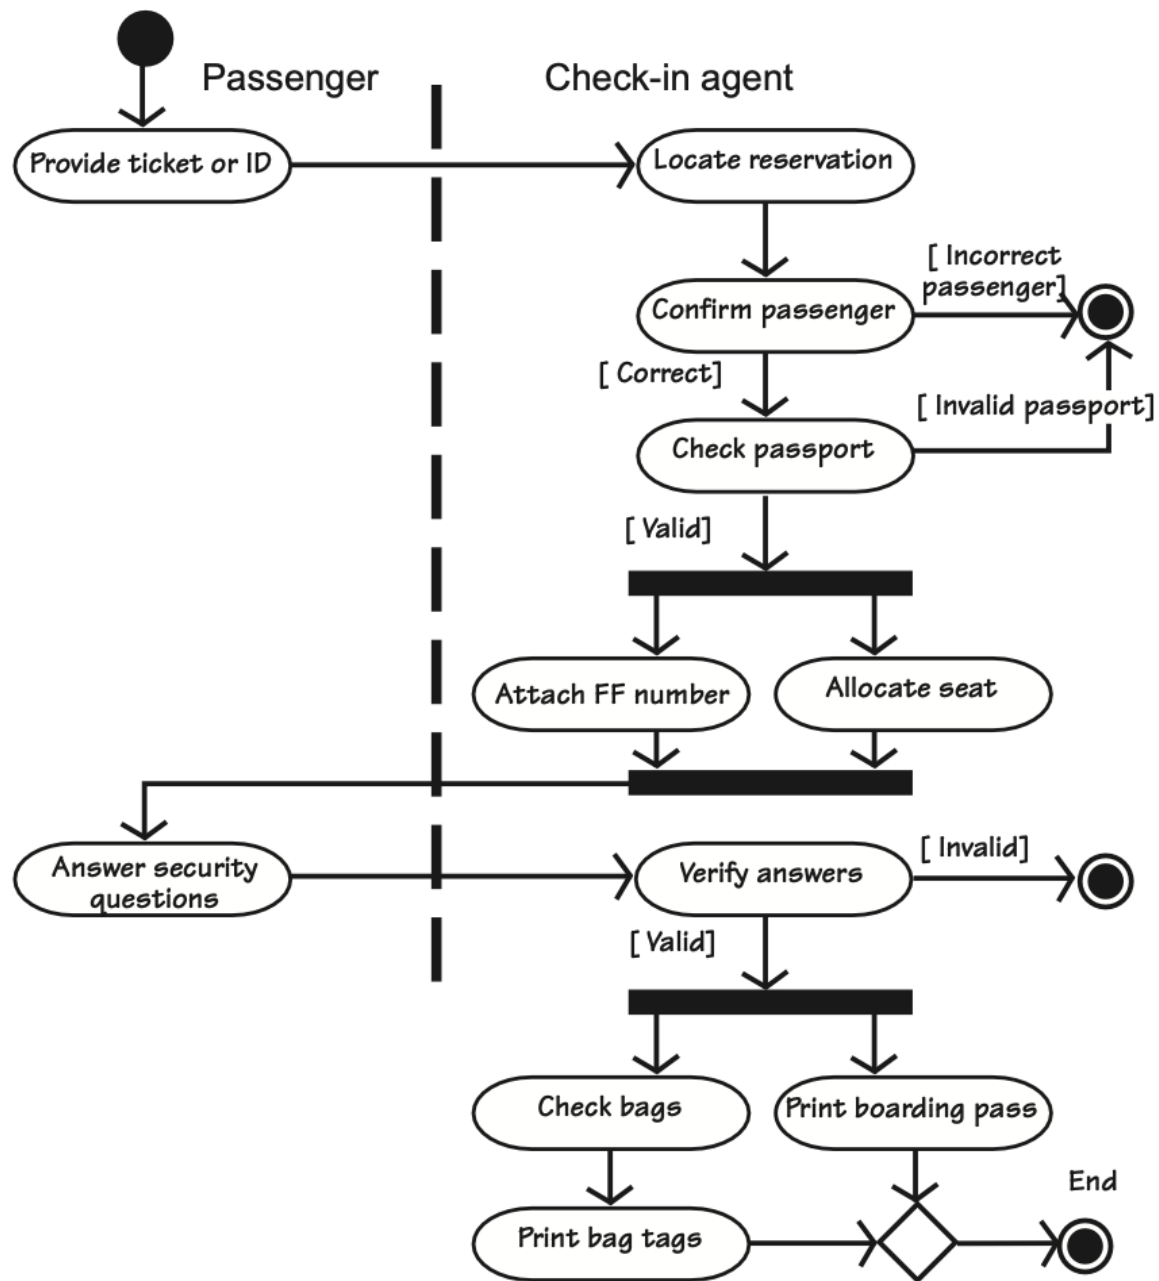 Passenger
Check-in agent
Provide ticket or ID
Locate reservation
[ Incorrect
passenger]
Confirm passenger
[ Correct]
[ Invalid passport]
Check passport
[ Valid]
Attach FF number
Allocate seat
Answer security
questions
Verify answers
[ Invalid]
[ Valid]
Check bags
Print boarding pass
End
Print bag tags